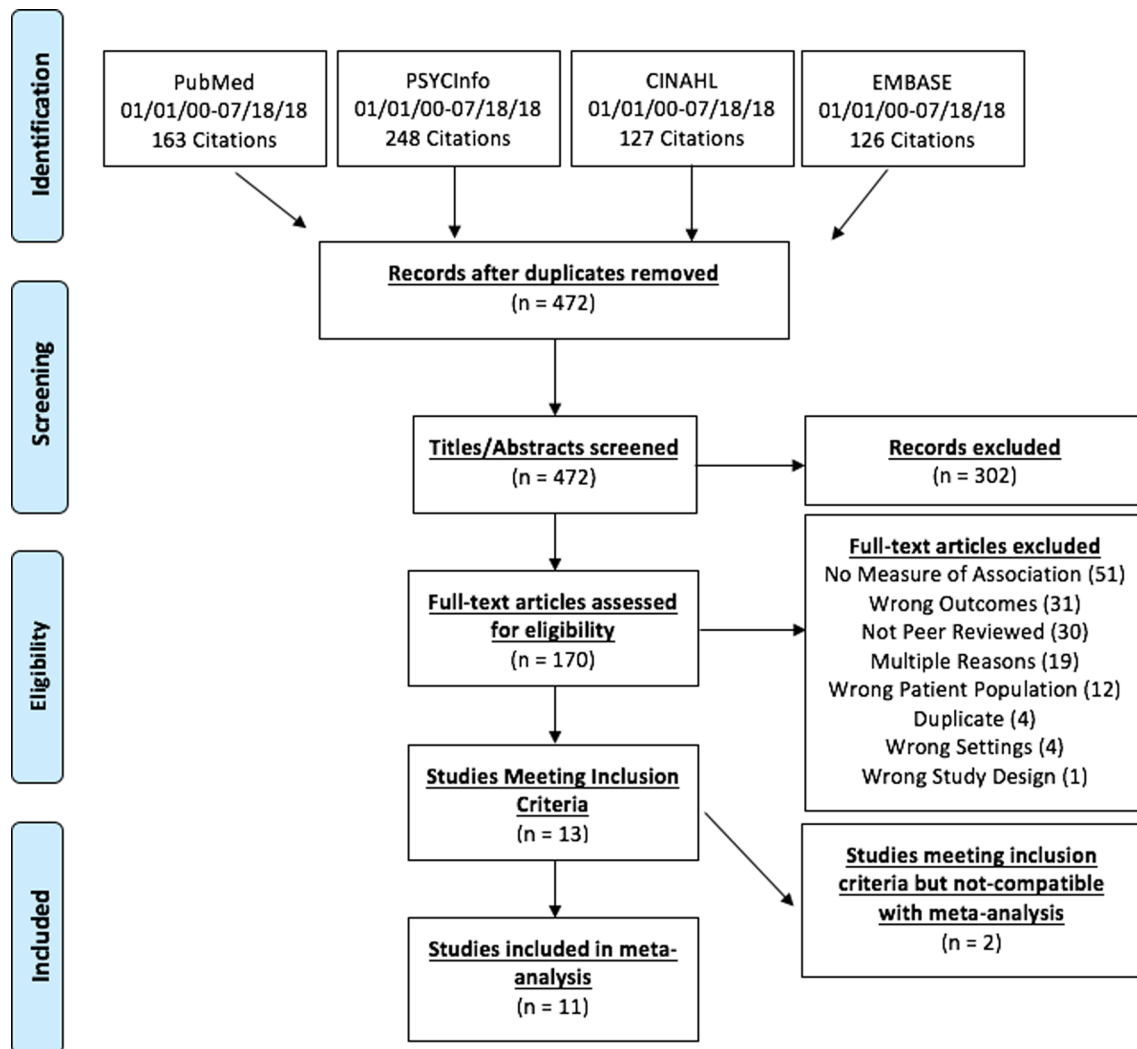 Identification
PubMed
01/01/00-07/18/18
163 Citations
PSYCInfo
01/01/00-07/18/18
248 Citations
CINAHL
01/01/00-07/18/18
127 Citations
EMBASE
01/01/00-07/18/18
126 Citations
Records after duplicates removed
(n = 472)
Screening
Titles/Abstracts screened
(n = 472)
Records excluded
(n = 302)
Eligibility
Full-text articles assessed
for eligibility
(n = 170)
Full-text articles excluded
No Measure of Association (51)
Wrong Outcomes (31)
Not Peer Reviewed (30)
Multiple Reasons (19)
Wrong Patient Population (12)
Duplicate (4)
Wrong Settings (4)
Wrong Study Design (1)
Studies Meeting Inclusion
Criteria
(n = 13)
Included
Studies meeting inclusion
criteria but not-compatible
with meta-analysis
(n = 2)
Studies included in meta-
analysis
(n = 11)